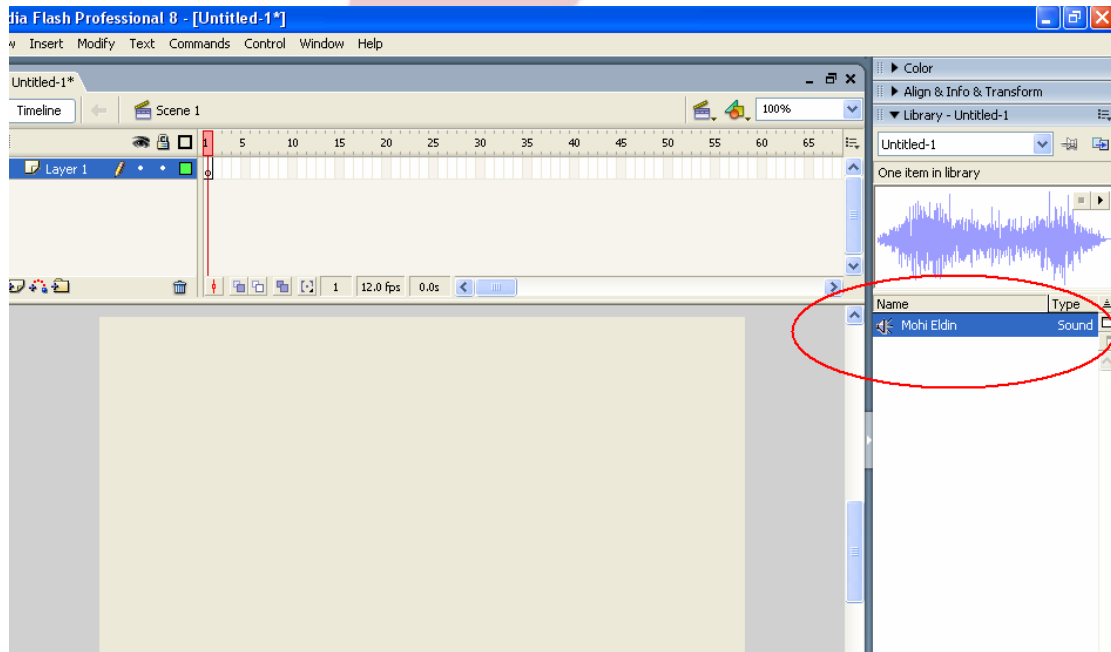 dia Flash Professional 8 - [Untitled-1*]
Insert Modify Text Commands Control Window Help
Untitled-1*
Timeline Scene 1 100%
1 5 10 15 20 25 30 35 40 45 50 55 60 65
Layer 1
1 12.0 fps 0.0s
Color
Align & Info & Transform
Library - Untitled-1
Untitled-1
One item in library
Name Type
Mohi Eldin Sound